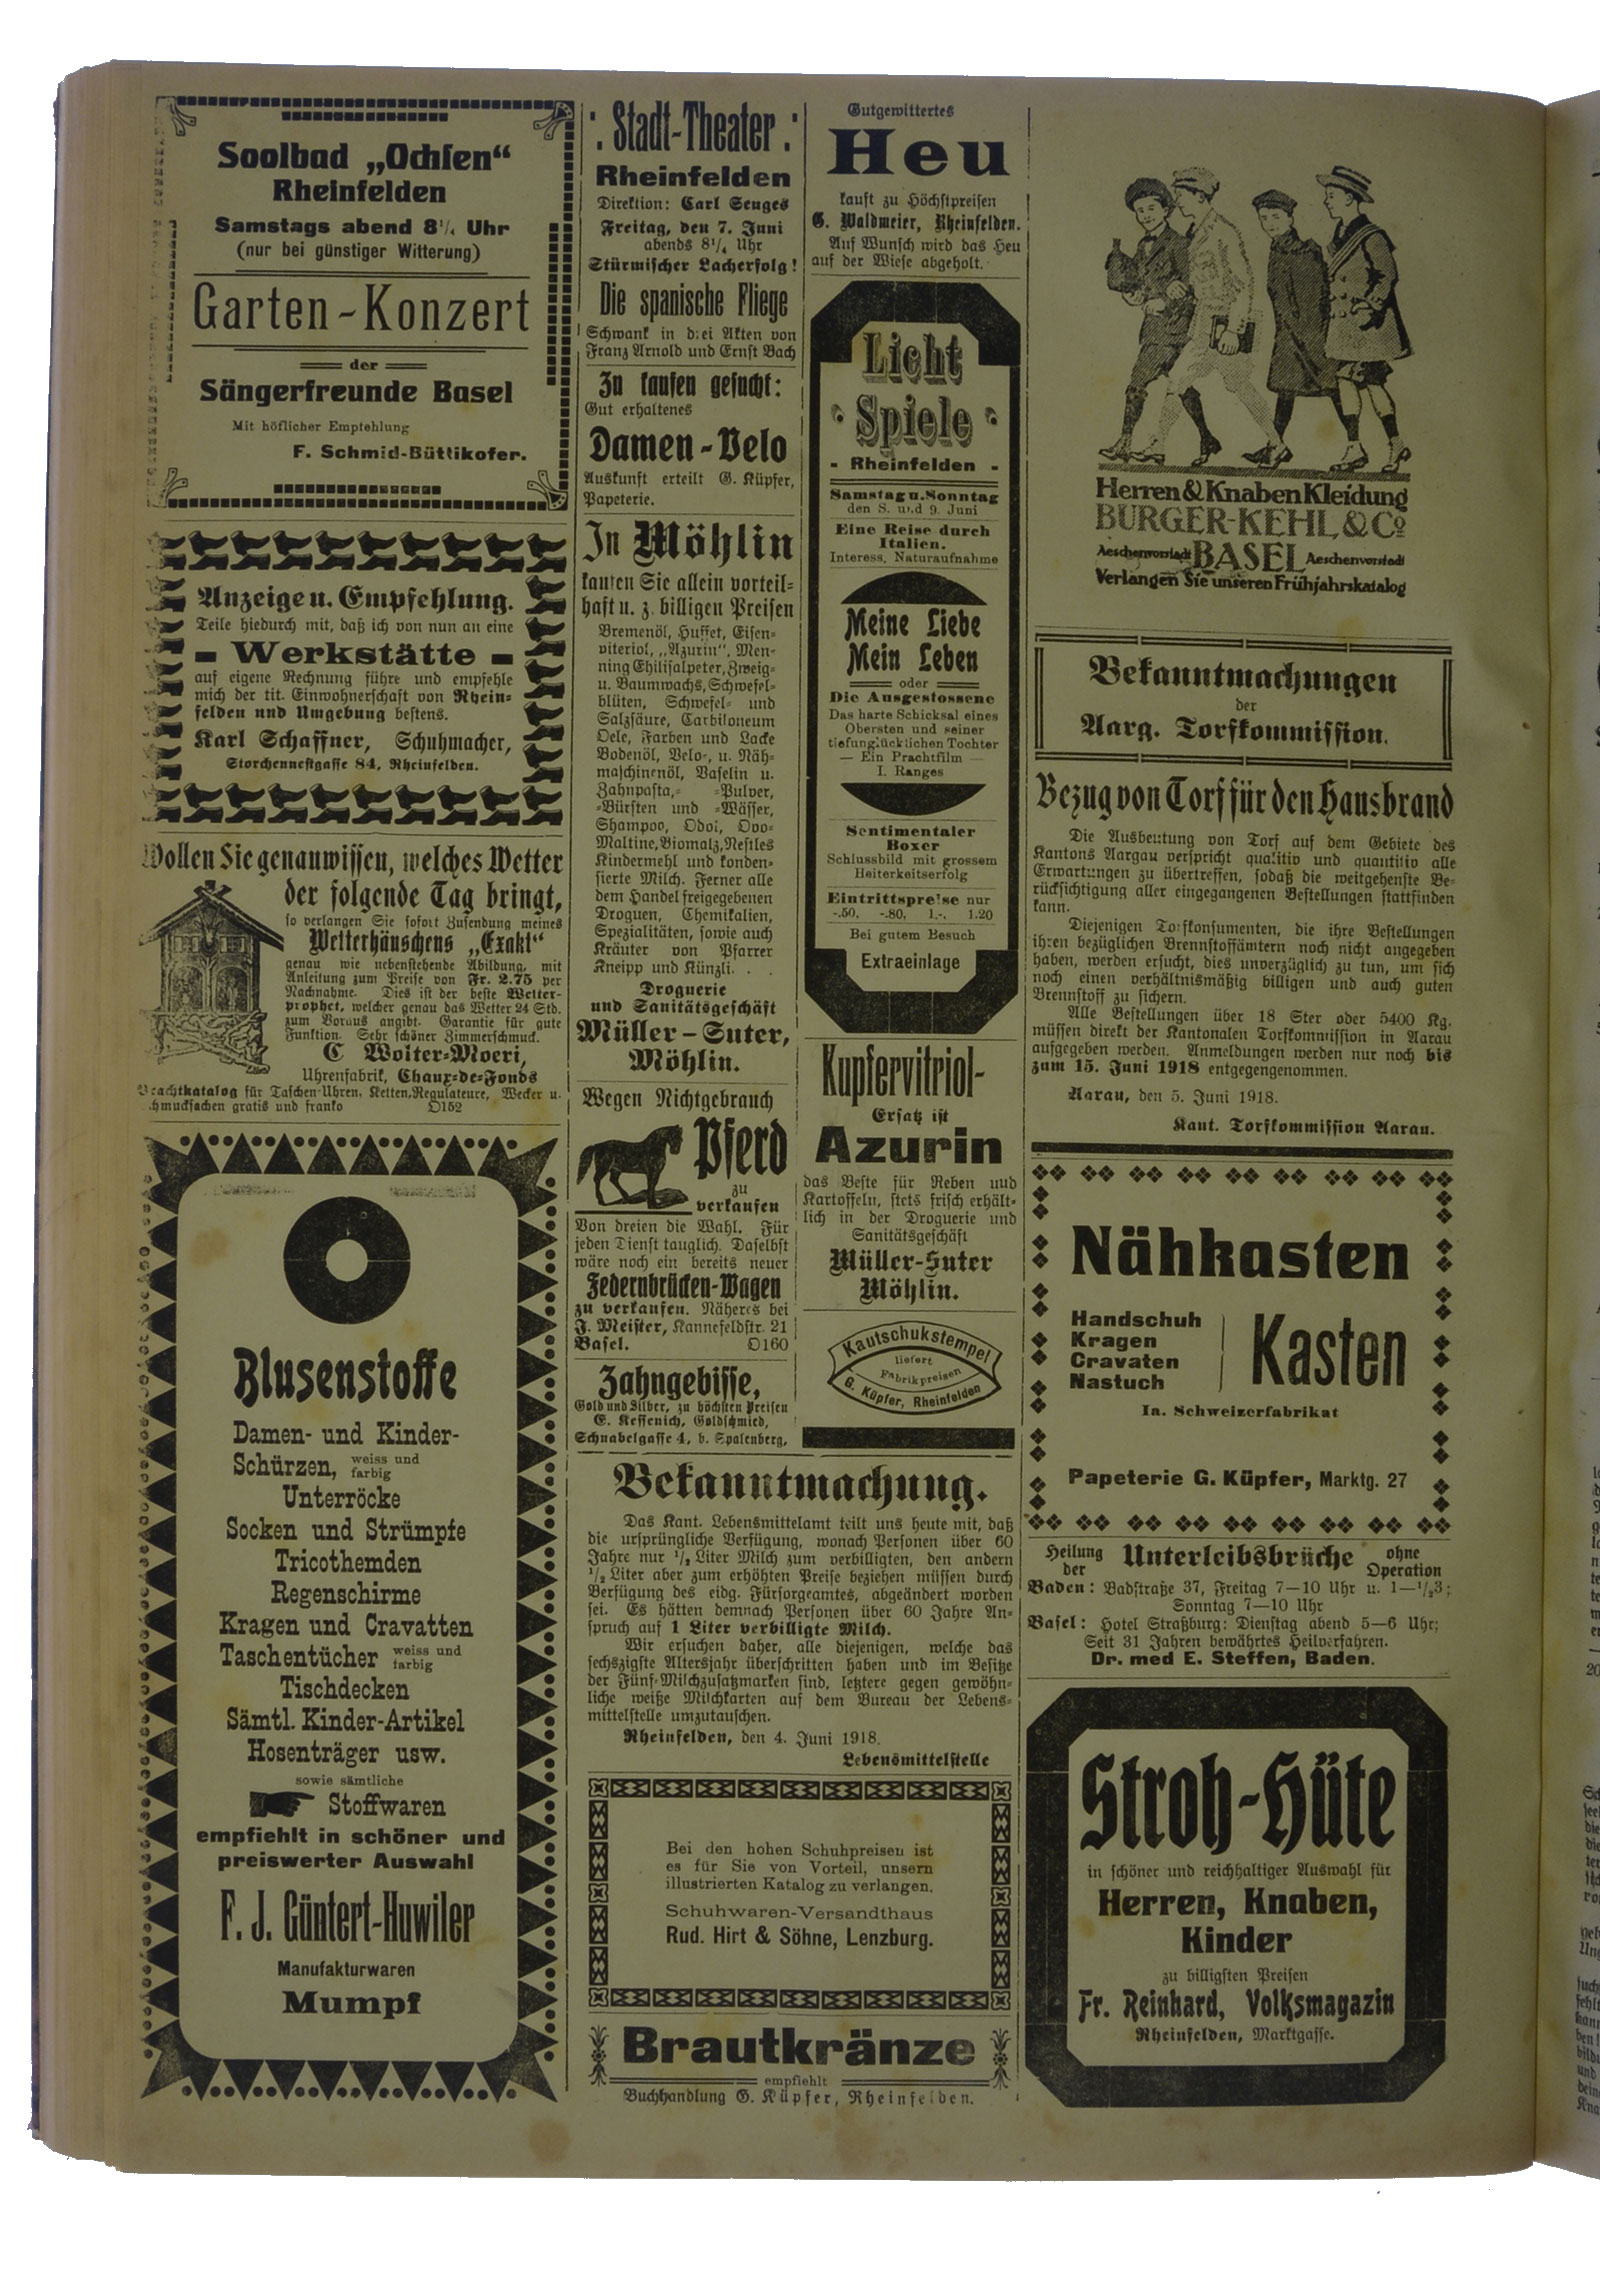 Soolbad „Ochsen“
Rheinfelden
Samstags abend 8¼ Uhr
(nur bei günstiger Witterung)
Garten-Konzert
der
Sängerfreunde Basel
Mit höflicher Empfehlung
F. Schmid-Büttikofer.
Anzeige u. Empfehlung.
Teile hiedurch mit, daß ich von nun an eine
Werkstätte
auf eigene Rechnung führe und empfehle
mich der tit. Einwohnerschaft von Rhein-
felden und Umgebung bestens.
Karl Schaffner, Schuhmacher,
Storchennestgasse 84, Rheinfelden.
Wollen Sie genau wissen, welches Wetter
der folgende Tag bringt,
so verlangen Sie sofort Zusendung meines
Wetterhäuschens „Exakt“
genau wie nebenstehende Abildung, mit
Anleitung zum Preise von Fr. 2.75 per
Nachnahme. Dies ist der beste Wetter-
prophet, welcher genau das Wetter 24 Std.
zum Voraus angibt. Garantie für gute
Funktion. Sehr schöner Zimmerschmuck.
C Wolter-Moeri,
Uhrenfabrik, Chaux-de-Fonds
Prachtkatalog für Taschen-Uhren, Ketten, Regulateure, Wecker u.
Schmucksachen gratis und franko O152
Blusenstoffe
Damen- und Kinder-
Schürzen, weiss und farbig
Unterröcke
Socken und Strümpfe
Tricothemden
Regenschirme
Kragen und Cravatten
Taschentücher weiss und farbig
Tischdecken
Sämtl. Kinder-Artikel
Hosenträger usw.
sowie sämtliche
Stoffwaren
empfiehlt in schöner und
preiswerter Auswahl
F. J. Güntert-Huwiler
Manufakturwaren
Mumpf
: Stadt-Theater :
Rheinfelden
Direktion: Carl Senges
Freitag, den 7. Juni
abends 8¼ Uhr
Stürmischer Lacherfolg!
Die spanische Fliege
Schwank in drei Akten von
Franz Arnold und Ernst Bach
Zu kaufen gesucht:
Gut erhaltenes
Damen-Velo
Auskunft erteilt G. Küpfer,
Papeterie.
In Möhlin
kaufen Sie allein vorteil-
haft u. z. billigen Preisen
Bremenöl, Huffet, Eisen-
viteriol, „Azurin“, Men-
ning Chilisalpeter, Zweig-
u. Baumwachs, Schwefel-
blüten, Schwefel- und
Salzsäure, Carbiloneum
Oele, Farben und Lacke
Bodenöl, Velo-, u. Näh-
maschinenöl, Vaselin u.
Zahnpasta,- -Pulver,
-Bürsten und -Wässer,
Shampoo, Odol, Ovo-
Maltine, Biomalz, Nestles
Kindermehl und konden-
sierte Milch. Ferner alle
dem Handel freigegebenen
Droguen, Chemikalien,
Spezialitäten, sowie auch
Kräuter von Pfarrer
Kneipp und Künzli. . .
Droguerie
und Sanitätsgeschäft
Müller-Suter,
Möhlin.
Wegen Nichtgebrauch
Pferd
zu
verkaufen
Von dreien die Wahl. Für
jeden Dienst tauglich. Daselbst
wäre noch ein bereits neuer
Federnbrücken-Wagen
zu verkaufen. Näheres bei
J. Meister, Kannefeldstr. 21
Basel. O160
Zahngebisse,
Gold und Silber, zu höchsten Preisen
E. Keffenich, Goldschmied,
Schnabelgasse 4, b. Spalenberg,
Gutgewittertes
Heu
kauft zu Höchstpreisen
G. Waldmeier, Rheinfelden.
Auf Wunsch wird das Heu
auf der Wiese abgeholt.
Licht
Spiele
- Rheinfelden -
Samstag u. Sonntag
den 8. und 9. Juni
Eine Reise durch
Italien.
Interess. Naturaufnahme
Meine Liebe
Mein Leben
oder
Die Ausgestossene
Das harte Schicksal eines
Obersten und seiner
tiefunglücklichen Tochter
— Ein Prachtfilm —
I. Ranges
Sentimentaler
Boxer
Schlussbild mit grossem
Heiterkeitserfolg
Eintrittspreise nur
-.50, -.80, 1.-, 1.20
Bei gutem Besuch
Extraeinlage
Kupfervitriol-
Ersatz ist
Azurin
das Beste für Reben und
Kartoffeln, stets frisch erhält-
lich in der Droguerie und
Sanitätsgeschäft
Müller-Suter
Möhlin.
Kautschukstempel
liefert
Fabrikpreisen
G. Küpfer, Rheinfelden
Bekanntmachung.
Das Kant. Lebensmittelamt teilt uns heute mit, daß
die ursprüngliche Verfügung, wonach Personen über 60
Jahre nur ½ Liter Milch zum verbilligten, den andern
½ Liter aber zum erhöhten Preise beziehen müssen durch
Verfügung des eidg. Fürsorgeamtes, abgeändert worden
sei. Es hätten demnach Personen über 60 Jahre An-
spruch auf 1 Liter verbilligte Milch.
Wir ersuchen daher, alle diejenigen, welche das
sechszigste Altersjahr überschritten haben und im Besitze
der Fünf-Milchzusatzmarken sind, letztere gegen gewöhn-
liche weiße Milchkarten auf dem Bureau der Lebens-
mittelstelle umzutauschen.
Rheinfelden, den 4. Juni 1918.
Lebensmittelstelle
Bei den hohen Schuhpreisen ist
es für Sie von Vorteil, unsern
illustrierten Katalog zu verlangen.
Schuhwaren-Versandthaus
Rud. Hirt & Söhne, Lenzburg.
Brautkränze
empfiehlt
Buchhandlung G. Küpfer, Rheinfelden.
Herren & Knaben Kleidung
BURGER-KEHL & Co
Aeschenvorstadt BASEL Aeschenvorstadt
Verlangen Sie unseren Frühjahrskatalog
Bekanntmachungen
der
Aarg. Torfkommission.
Bezug von Torf für den Hausbrand
Die Ausbeutung von Torf auf dem Gebiete des
Kantons Aargau verspricht qualitiv und quantitiv alle
Erwartungen zu übertreffen, sodaß die weitgehenste Be-
rücksichtigung aller eingegangenen Bestellungen stattfinden
kann.
Diejenigen Torfkonsumenten, die ihre Bestellungen
ihren bezüglichen Brennstoffämtern noch nicht angegeben
haben, werden ersucht, dies unverzüglich zu tun, um sich
noch einen verhältnismäßig billigen und auch guten
Brennstoff zu sichern.
Alle Bestellungen über 18 Ster oder 5400 Kg.
müssen direkt der Kantonalen Torfkommission in Aarau
aufgegeben werden. Anmeldungen werden nur noch bis
zum 15. Juni 1918 entgegengenommen.
Aarau, den 5. Juni 1918.
Kant. Torfkommission Aarau.
Nähkasten
Handschuh
Kragen
Cravaten
Nastuch
Kasten
Ia. Schweizerfabrikat
Papeterie G. Küpfer, Marktg. 27
Heilung der Unterleibsbrüche ohne Operation
Baden: Badstraße 37, Freitag 7—10 Uhr u. 1—½3;
Sonntag 7—10 Uhr
Basel: Hotel Straßburg: Dienstag abend 5—6 Uhr;
Seit 31 Jahren bewährtes Heilverfahren.
Dr. med E. Steffen, Baden.
Stroh-Hüte
in schöner und reichhaltiger Auswahl für
Herren, Knaben,
Kinder
zu billigsten Preisen
Fr. Reinhard, Volksmagazin
Rheinfelden, Marktgasse.